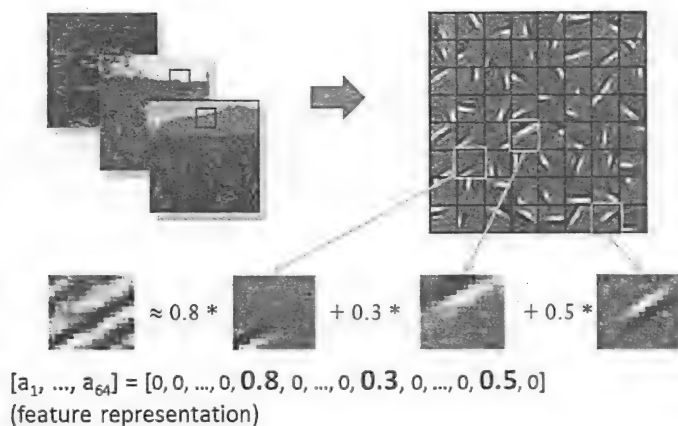 ≈ 0.8 * + 0.3 * + 0.5 *
[a₁, ..., a₆₄] = [0, 0, ..., 0, 0.8, 0, ..., 0, 0.3, 0, ..., 0, 0.5, 0]
(feature representation)